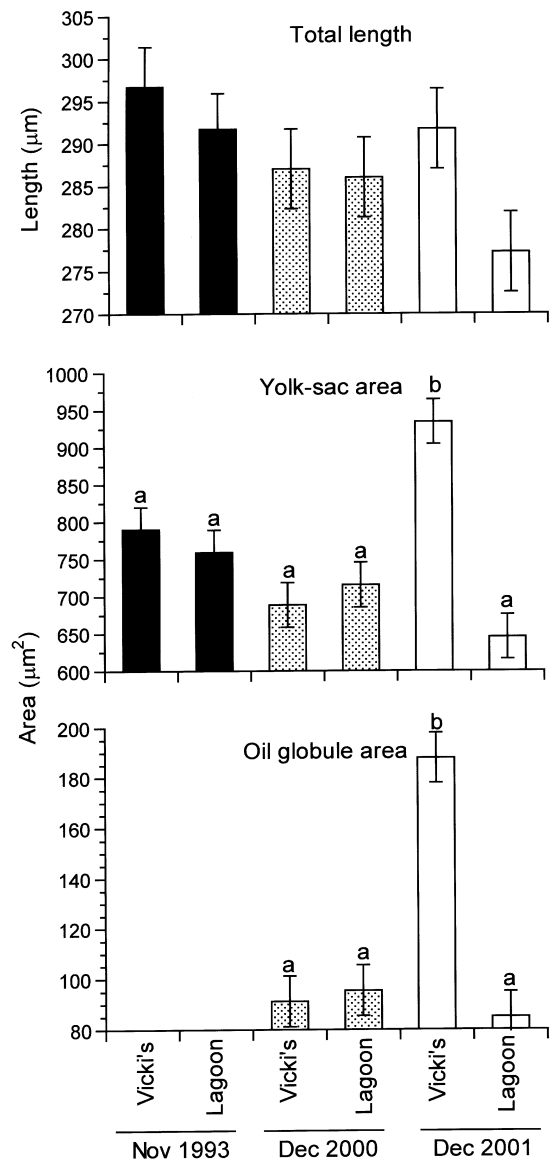 Total length
Length (μm)
305
300
295
290
285
280
275
270
Yolk-sac area
1000
950
900
850
800
750
700
650
600
a
a
a
a
b
a
Area (μm²)
Oil globule area
200
180
160
140
120
100
80
a
a
b
a
Vicki's
Lagoon
Vicki's
Lagoon
Vicki's
Lagoon
Nov 1993
Dec 2000
Dec 2001